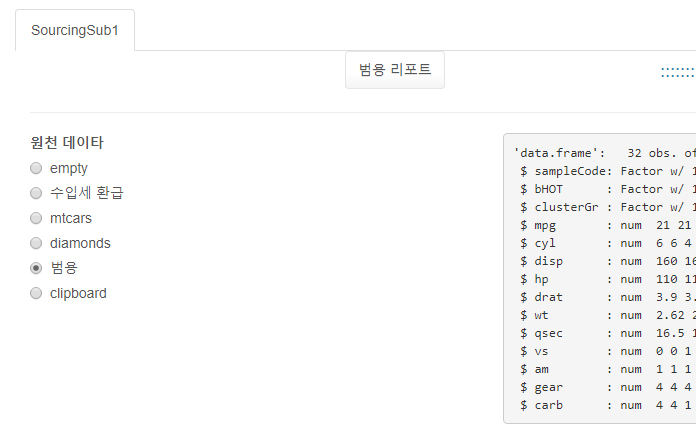 SourcingSub1
범용 리포트
:::::::
원천 데이타
empty
수입세 환급
mtcars
diamonds
범용
clipboard
'data.frame':   32 obs. of
$ sampleCode: Factor w/ 1
$ bHOT      : Factor w/ 1
$ clusterGr : Factor w/ 1
$ mpg       : num  21 21
$ cyl       : num  6 6 4
$ disp      : num  160 16
$ hp        : num  110 11
$ drat      : num  3.9 3.
$ wt        : num  2.62 2
$ qsec      : num  16.5 1
$ vs        : num  0 0 1
$ am        : num  1 1 1
$ gear      : num  4 4 4
$ carb      : num  4 4 1